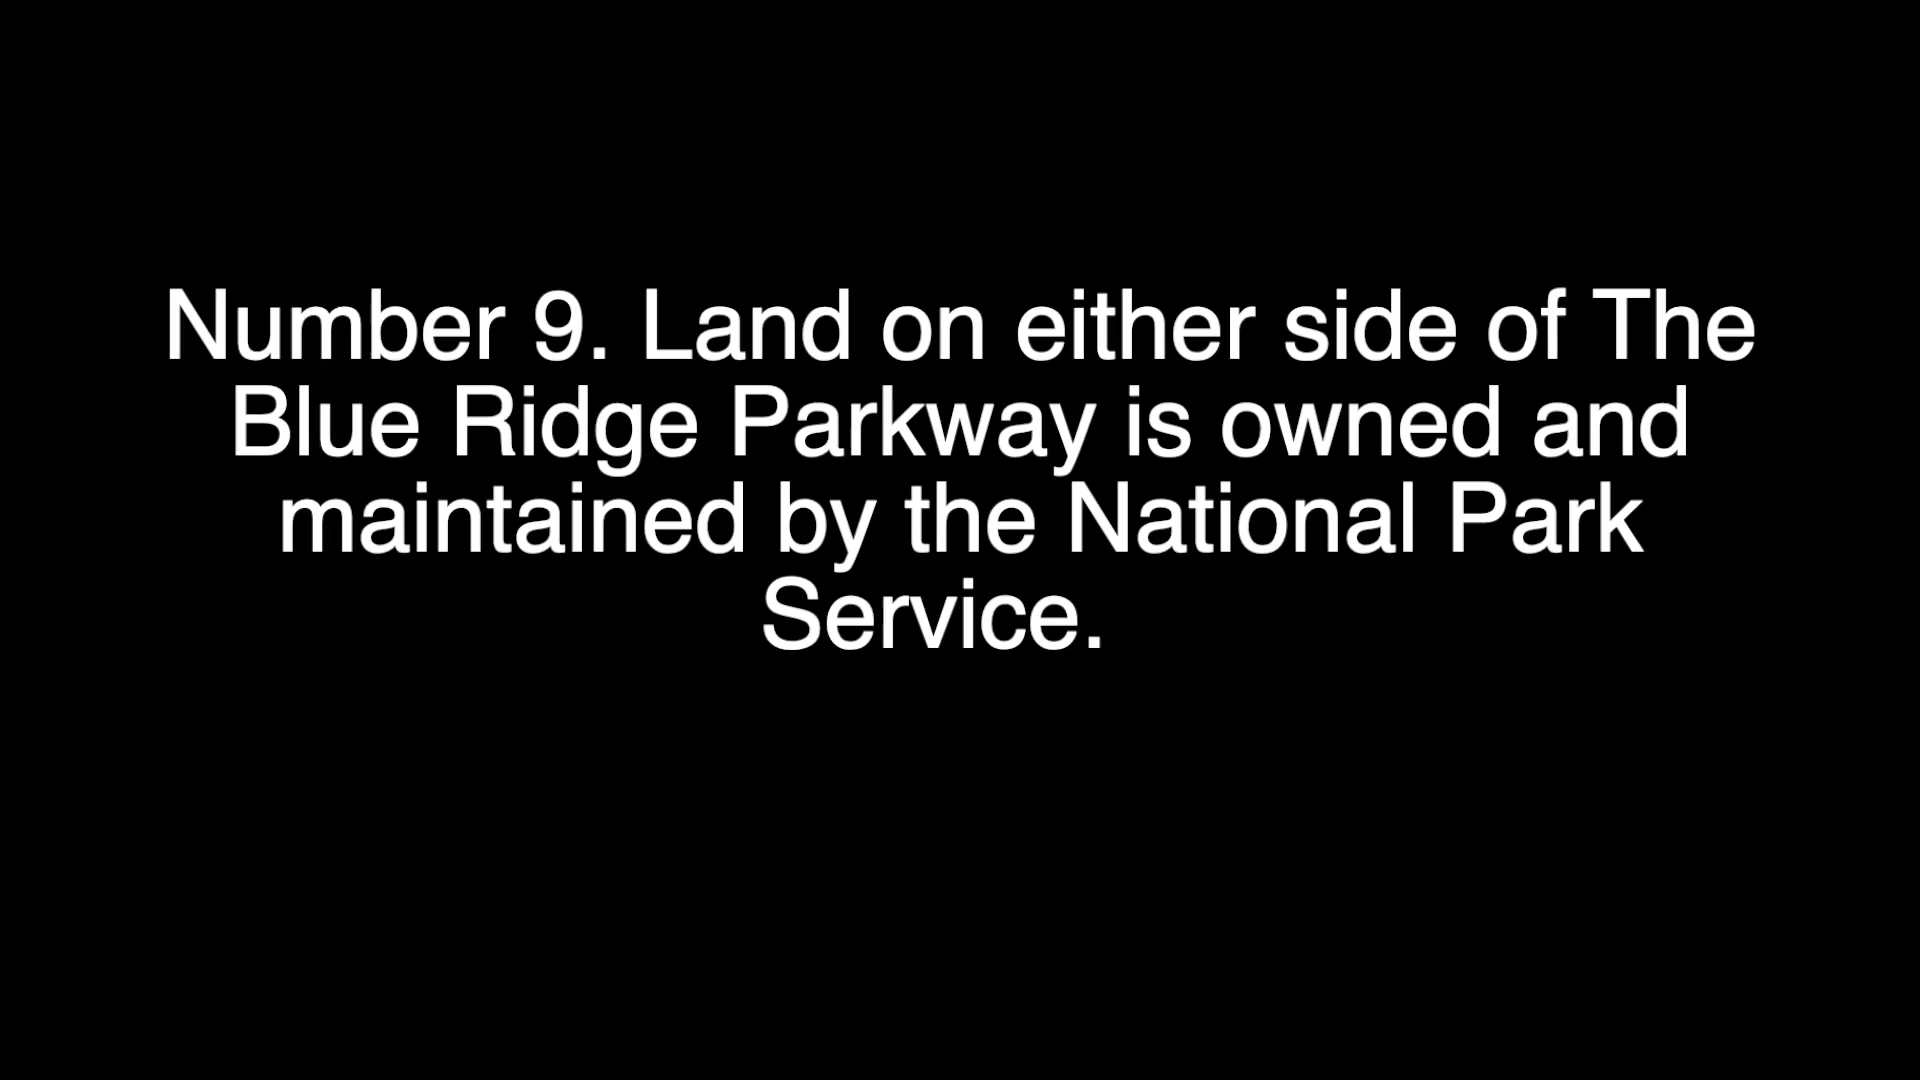 Number 9. Land on either side of The
Blue Ridge Parkway is owned and
maintained by the National Park
Service.